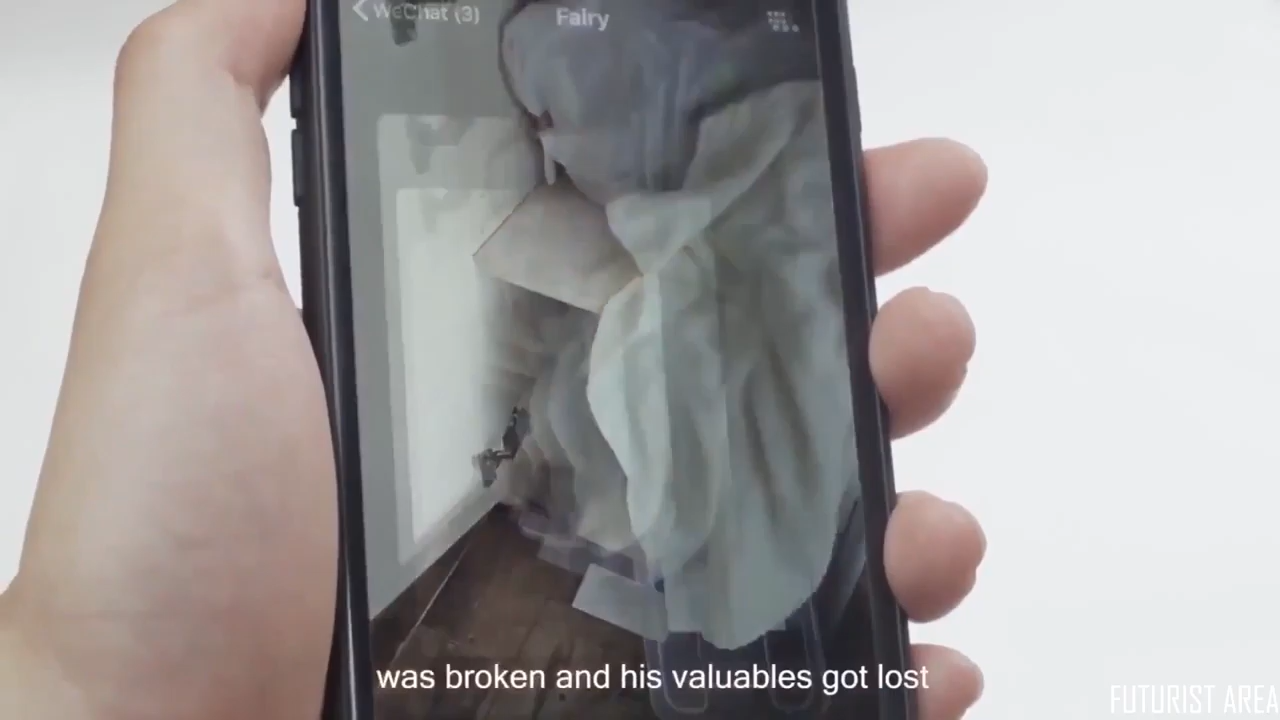 WeChat (3)
Fairy
was broken and his valuables got lost
FUTURIST AREA